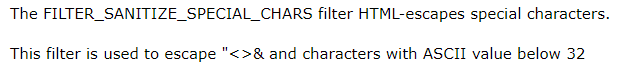 The FILTER_SANITIZE_SPECIAL_CHARS filter HTML-escapes special characters.
This filter is used to escape "<>& and characters with ASCII value below 32